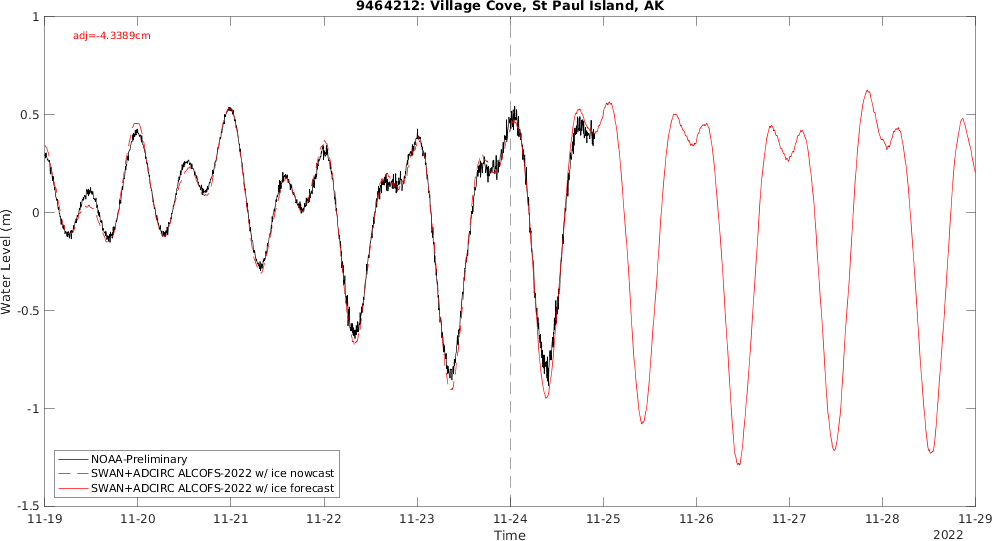 9464212: Village Cove, St Paul Island, AK
adj=-4.3389cm
1
0.5
0
-0.5
-1
-1.5
Water Level (m)
NOAA-Preliminary
SWAN+ADCIRC ALCOFS-2022 w/ ice nowcast
SWAN+ADCIRC ALCOFS-2022 w/ ice forecast
11-19 11-20 11-21 11-22 11-23 11-24 11-25 11-26 11-27 11-28 11-29
Time
2022